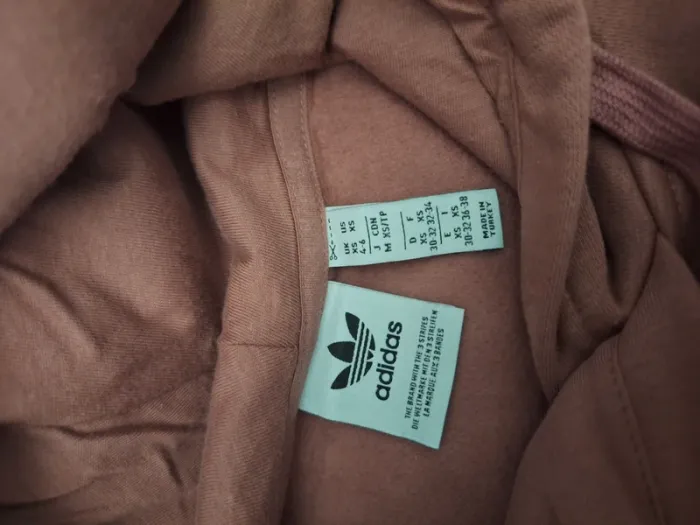 UK US
XS XS
4-6
J CDN
M XS/TP
D F
XS XS
30-32 32-34
E I
XS XS
30-32 36-38
MADE IN
TURKEY
adidas
THE BRAND WITH THE 3 STRIPES
DIE WELTMARKE MIT DEN 3 STREIFEN
LA MARQUE AUX 3 BANDES